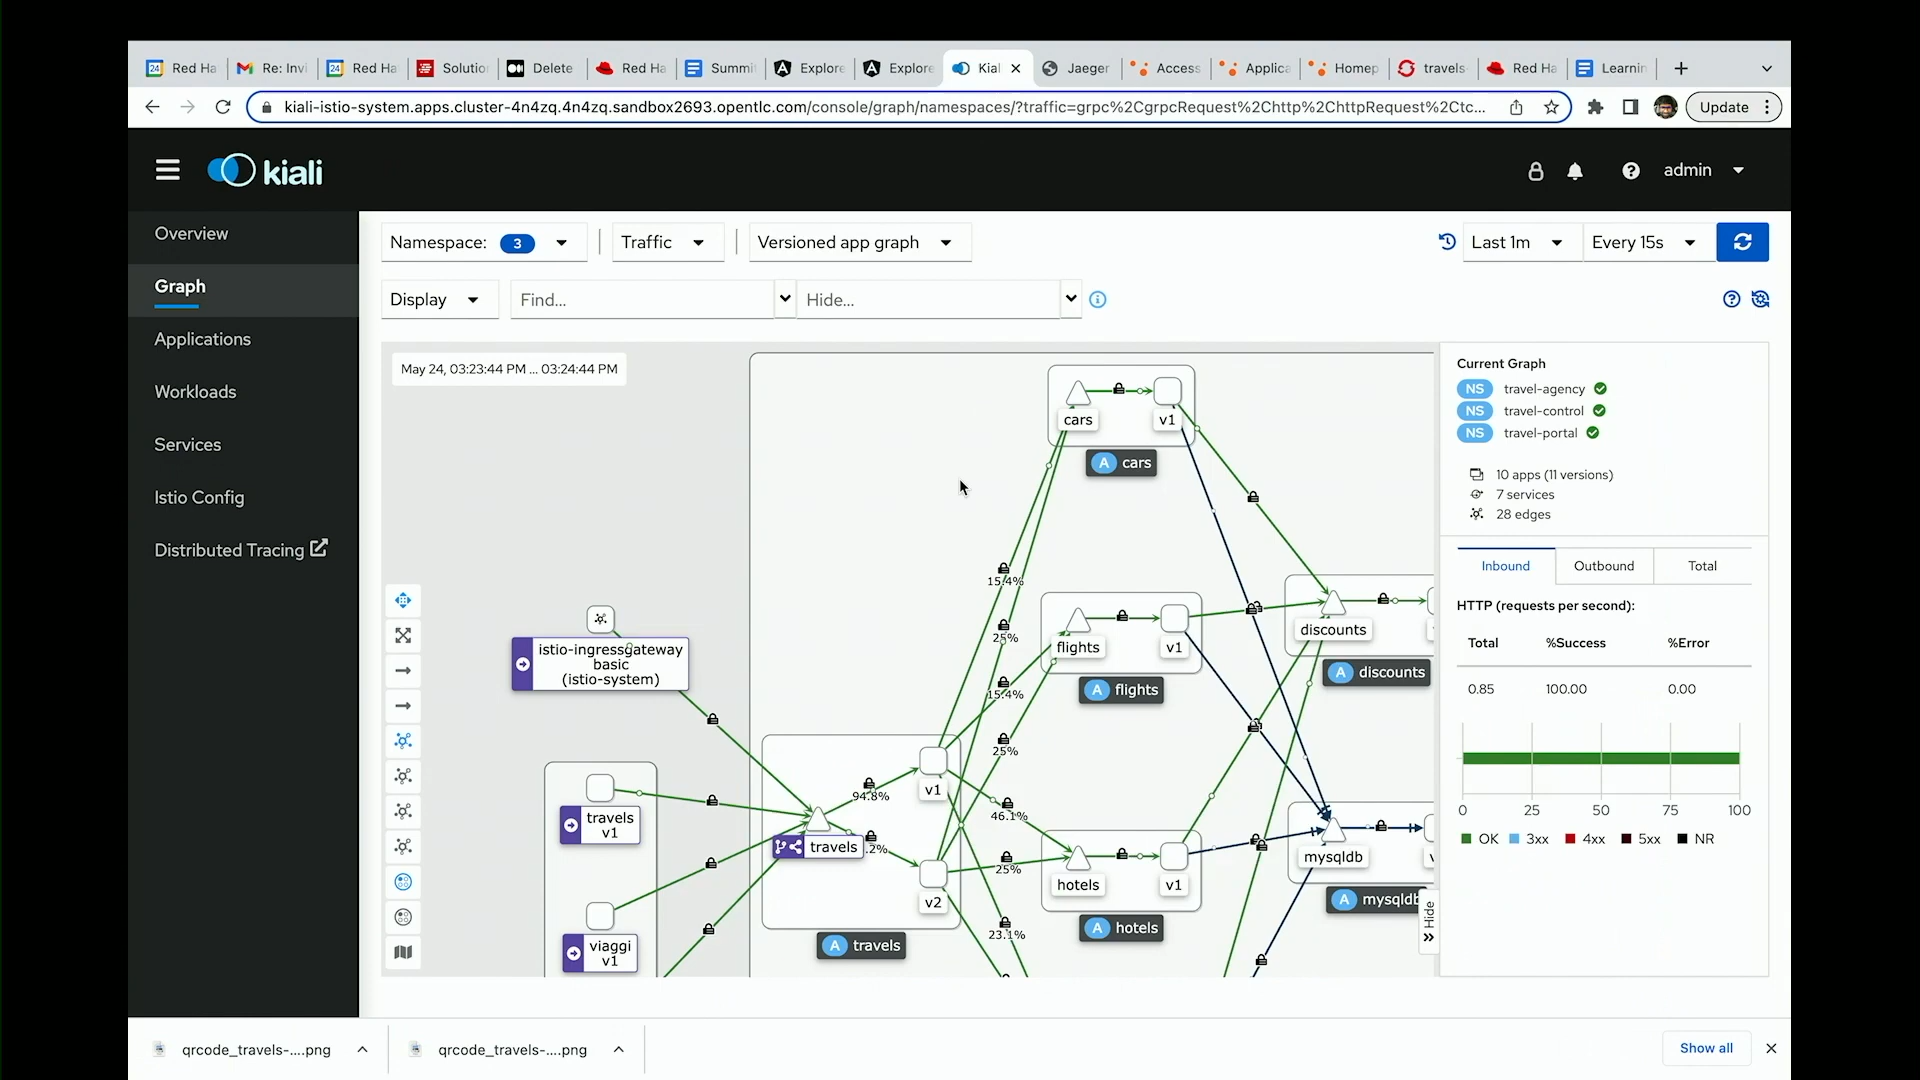 Red Ha
Re: Invi
Red Ha
Solutio
Delete
Red Ha
Summi
Explore
Explore
Kial
Jaeger
Access
Applica
Homep
travels
Red Ha
Learnin
kiali-istio-system.apps.cluster-4n4zq.4n4zq.sandbox2693.opentlc.com/console/graph/namespaces/?traffic=grpc%2CgrpcRequest%2Chttp%2ChttpRequest%2Ctc...
Update
kiali
admin
Overview
Graph
Applications
Workloads
Services
Istio Config
Distributed Tracing
Namespace: 3
Traffic
Versioned app graph
Last 1m
Every 15s
Display
Find...
Hide...
May 24, 03:23:44 PM ... 03:24:44 PM
cars
v1
A cars
15.4%
25%
flights
v1
A flights
15.4%
25%
discounts
A discounts
istio-ingressgateway
basic
(istio-system)
travels
v1
viaggi
v1
94.8%
.2%
travels
v1
v2
A travels
46.1%
25%
23.1%
hotels
v1
A hotels
mysqldb
A mysqldb
Hide
Current Graph
NS travel-agency
NS travel-control
NS travel-portal
10 apps (11 versions)
7 services
28 edges
Inbound
Outbound
Total
HTTP (requests per second):
Total %Success %Error
0.85 100.00 0.00
0 25 50 75 100
OK 3xx 4xx 5xx NR
qrcode_travels-....png
qrcode_travels-....png
Show all